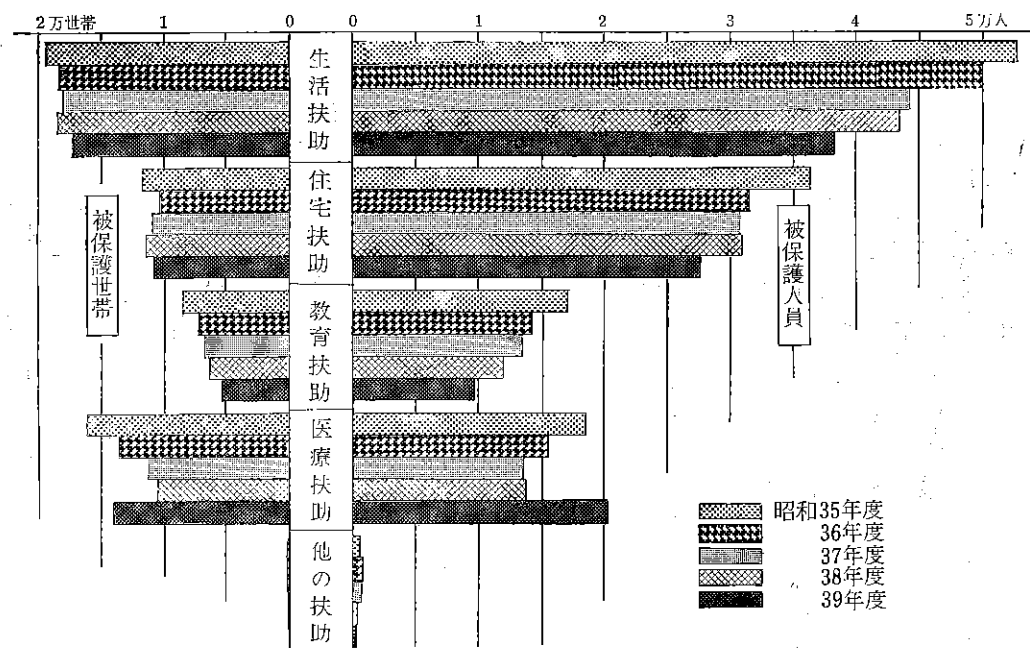 2万世帯 1 0 0 1 2 3 4 5万人
生活扶助
住宅扶助
教育扶助
医療扶助
他の扶助
被保護世帯
被保護人員
昭和35年度
36年度
37年度
38年度
39年度